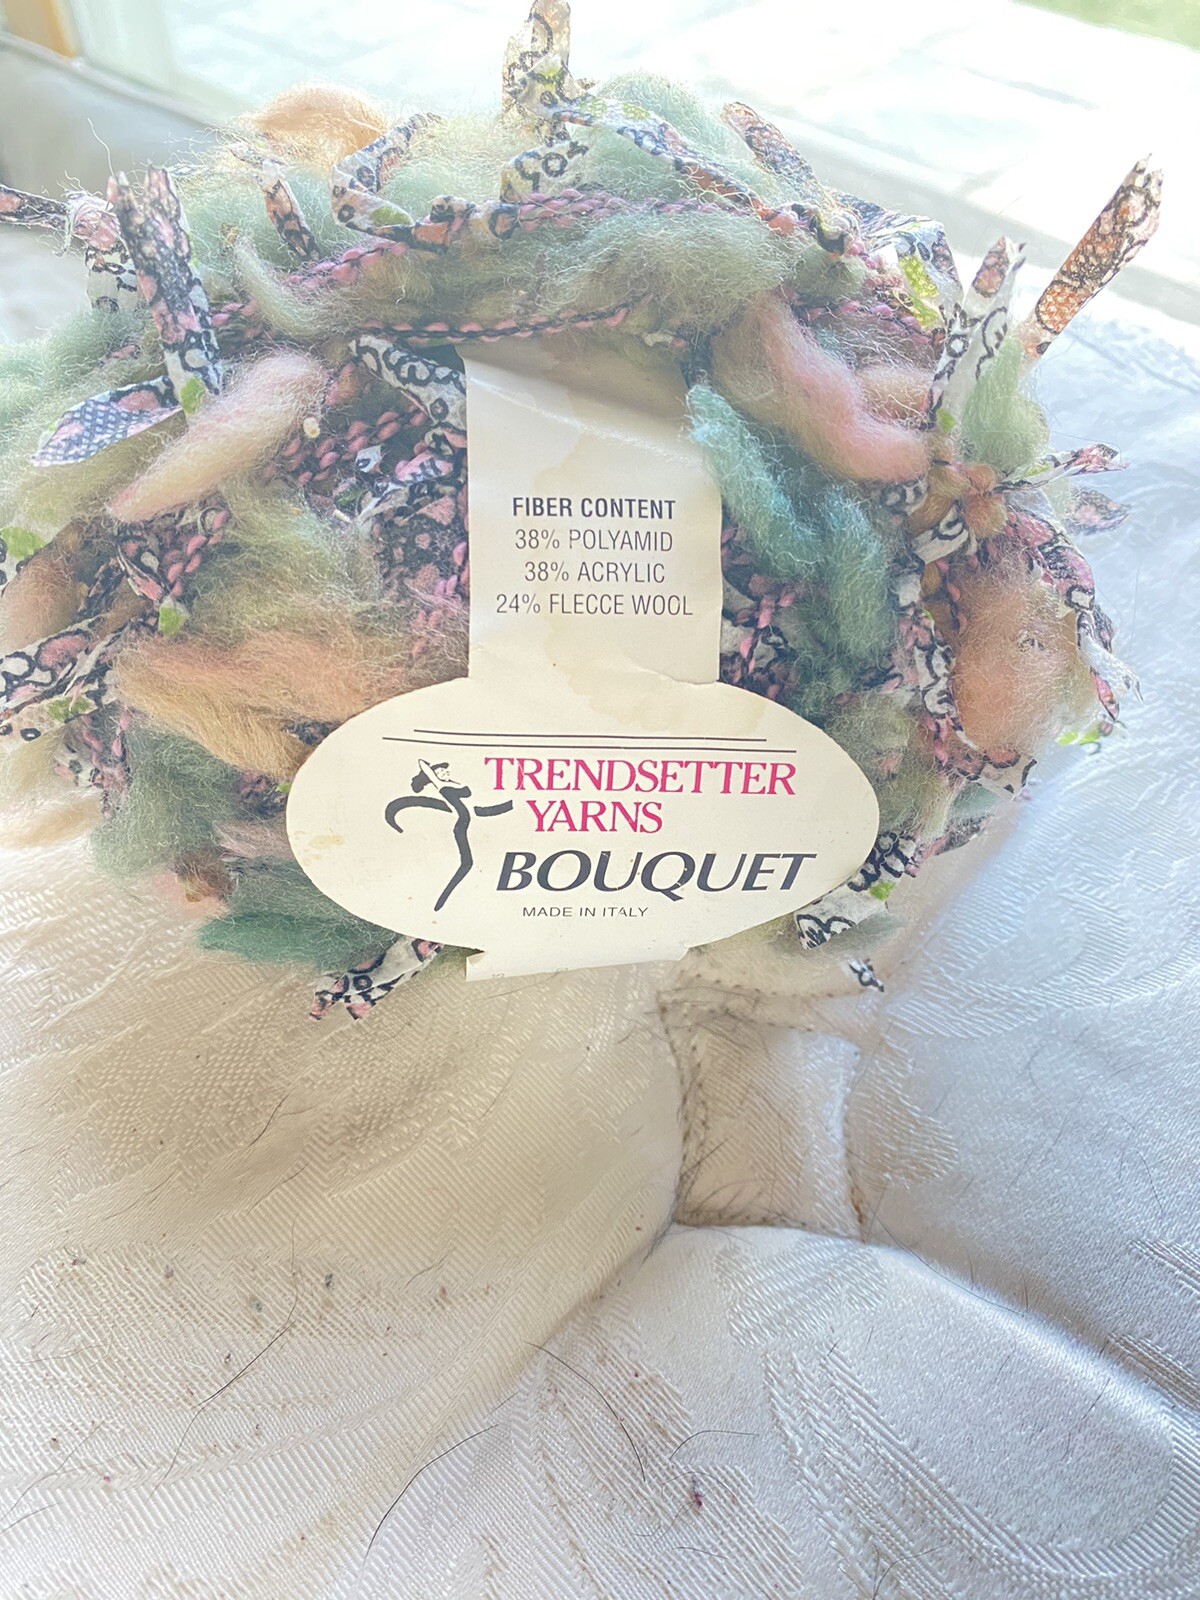 FIBER CONTENT
38% POLYAMID
38% ACRYLIC
24% FLECCE WOOL
TRENDSETTER
YARNS
BOUQUET
MADE IN ITALY